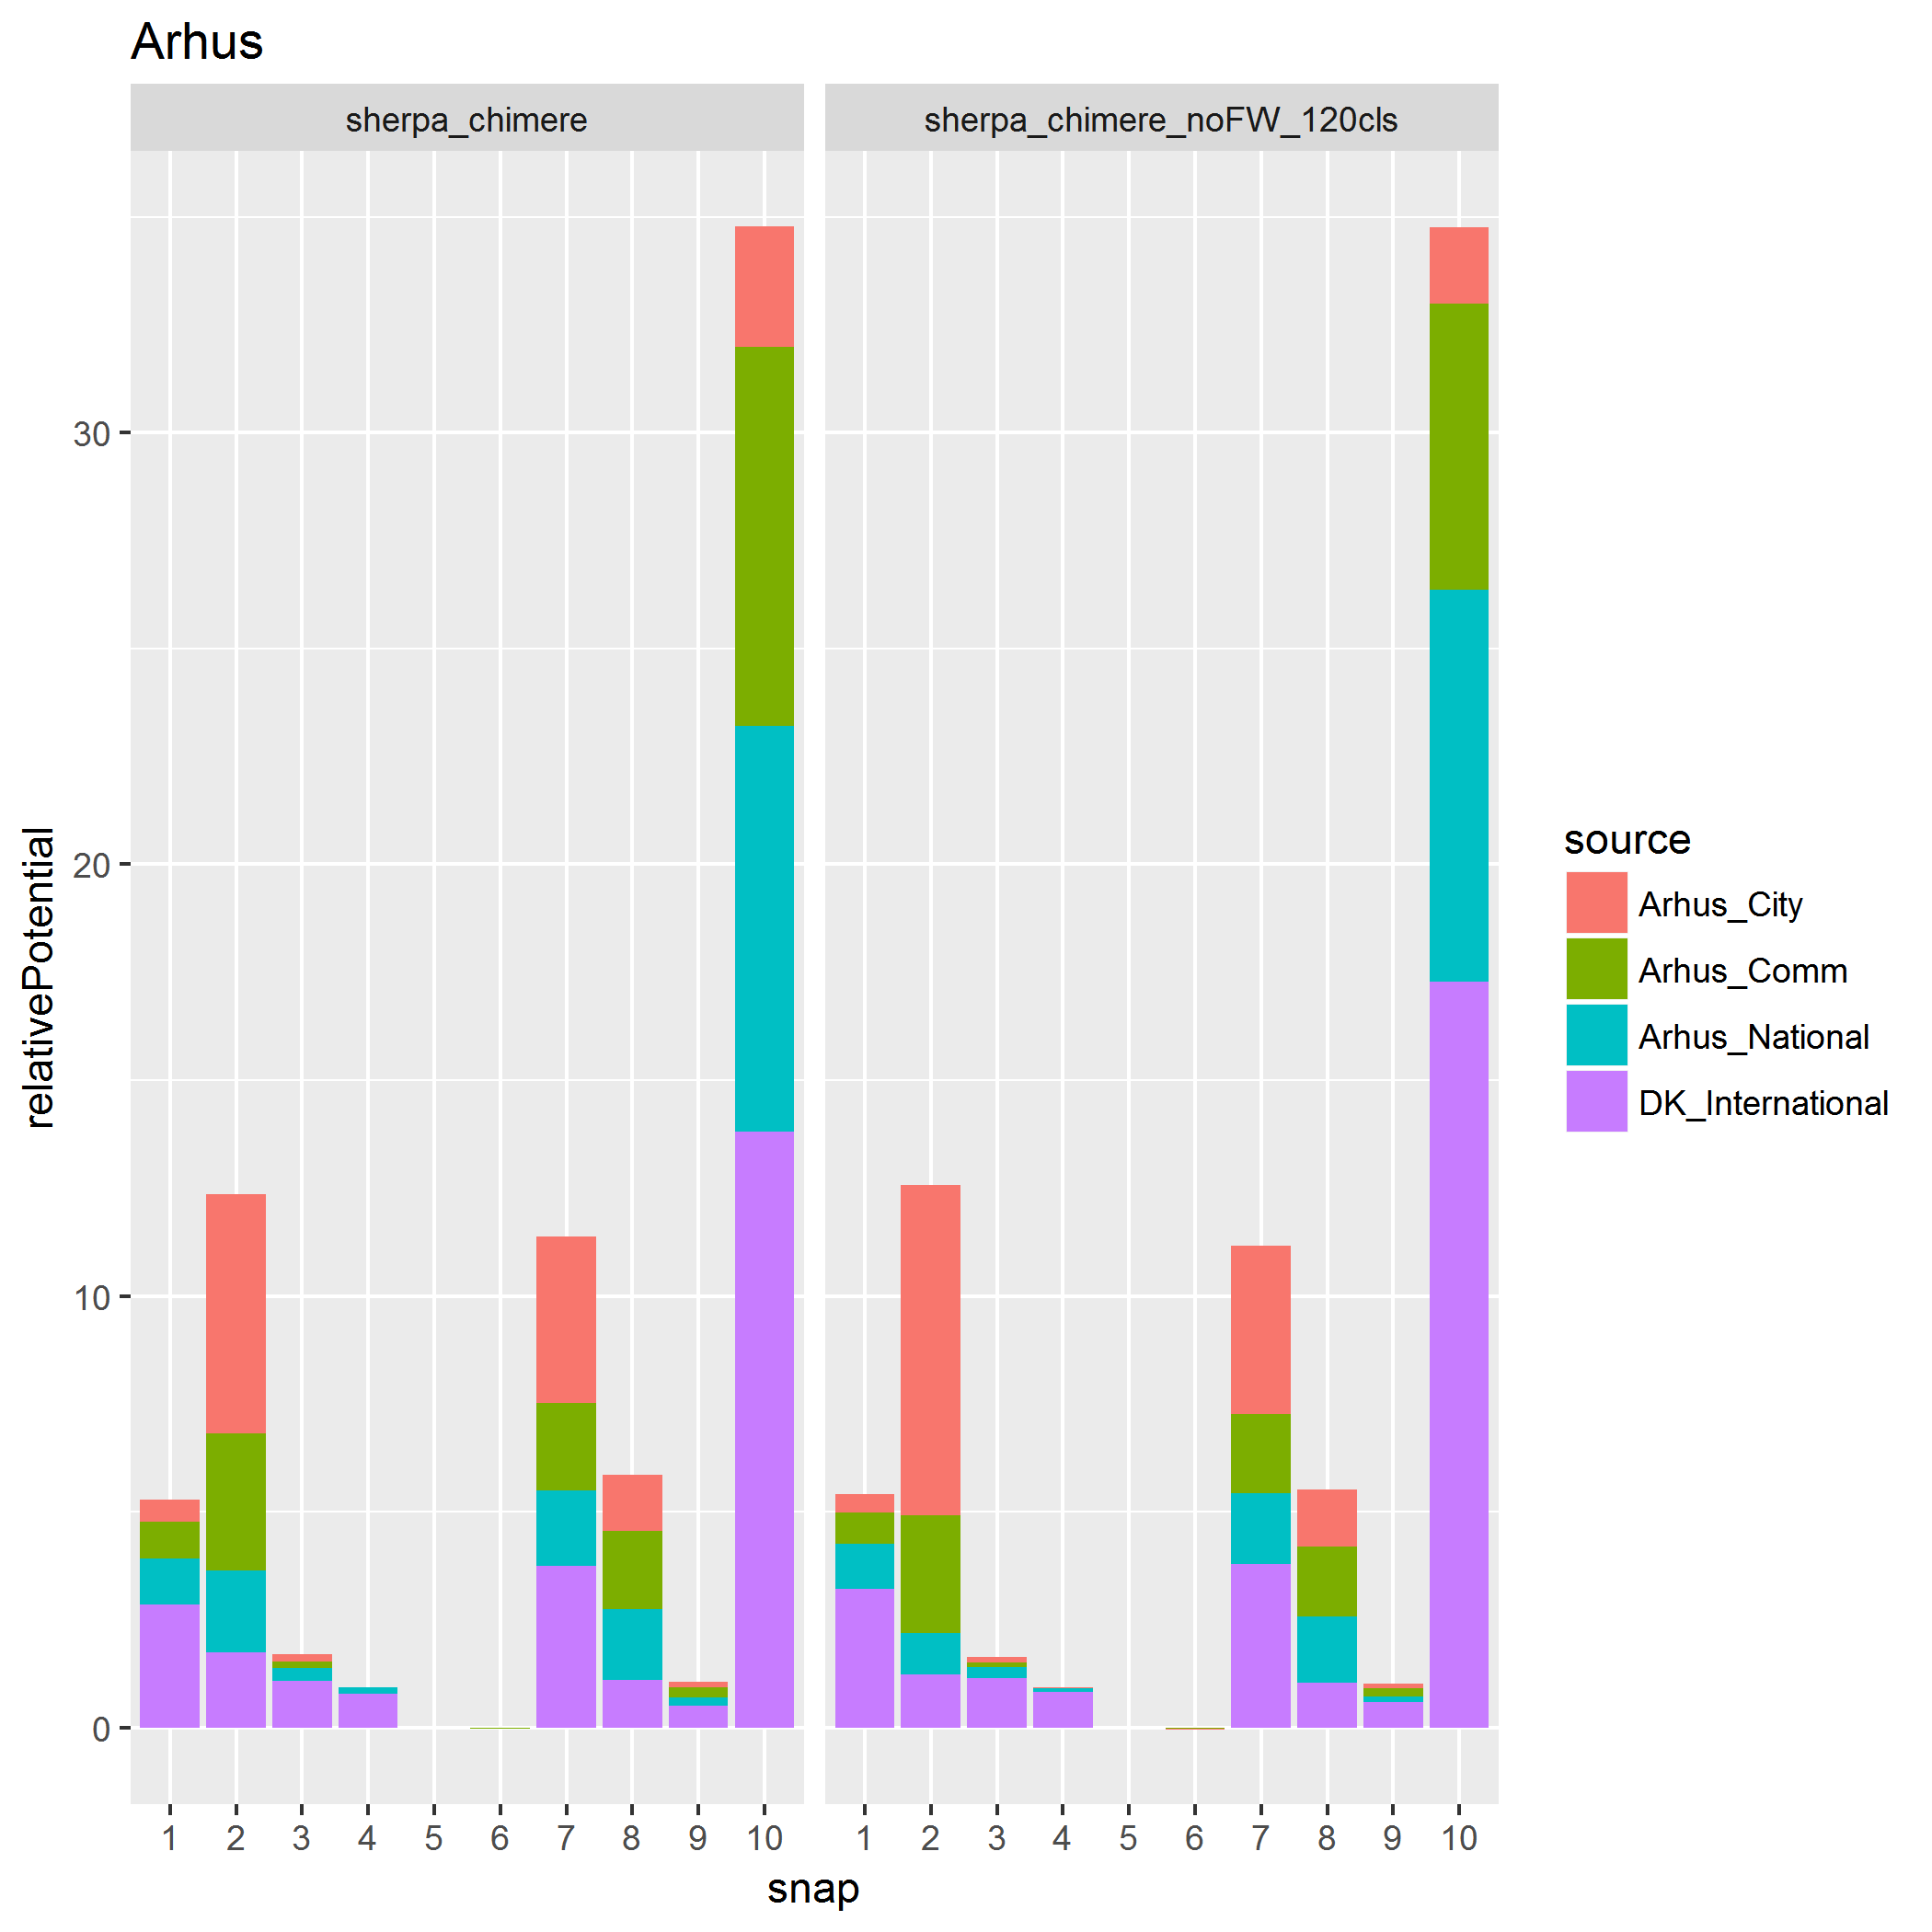 Arhus
sherpa_chimere
sherpa_chimere_noFW_120cls
relativePotential
30
20
10
0
1 2 3 4 5 6 7 8 9 10
1 2 3 4 5 6 7 8 9 10
snap
source
Arhus_City
Arhus_Comm
Arhus_National
DK_International